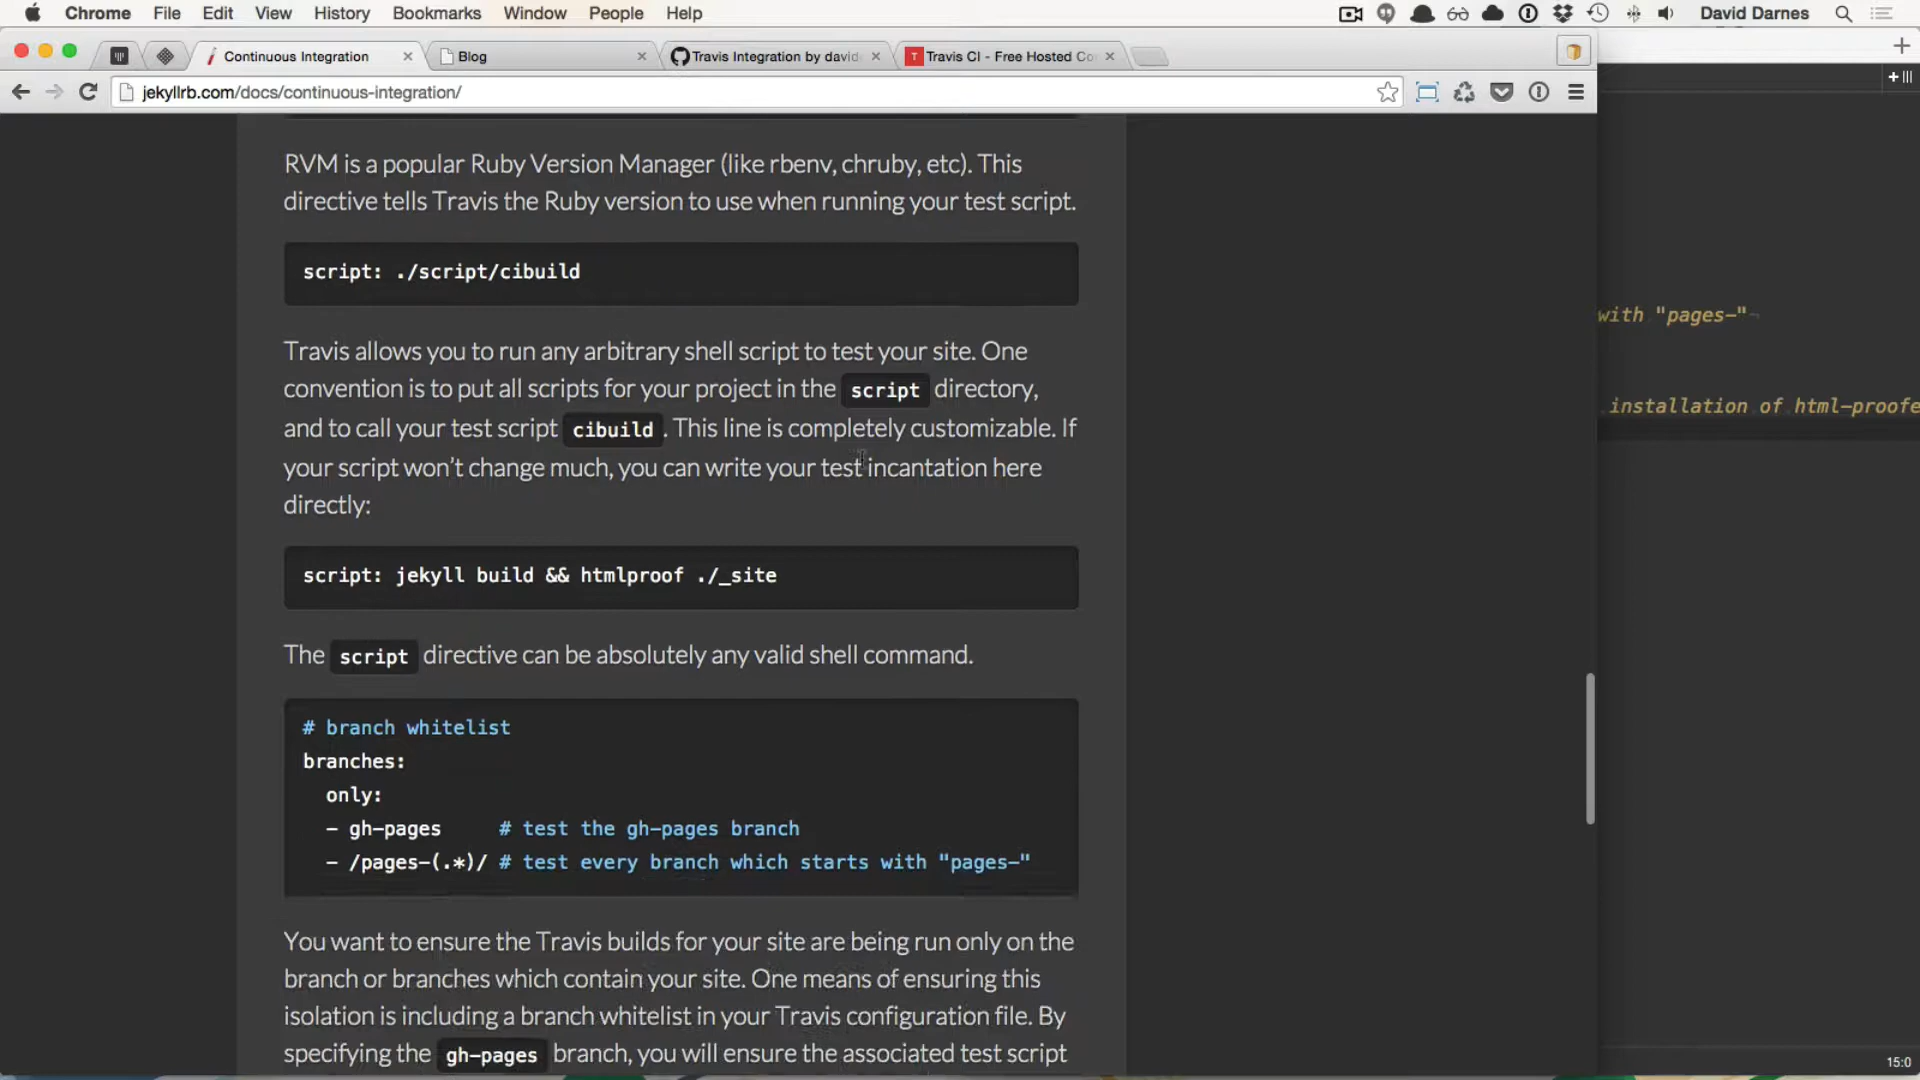 Chrome File Edit View History Bookmarks Window People Help David Darnes
Continuous Integration Blog Travis Integration by david Travis CI - Free Hosted Co
jekyllrb.com/docs/continuous-integration/
RVM is a popular Ruby Version Manager (like rbenv, chruby, etc). This
directive tells Travis the Ruby version to use when running your test script.
script: ./script/cibuild
Travis allows you to run any arbitrary shell script to test your site. One
convention is to put all scripts for your project in the script directory,
and to call your test script cibuild . This line is completely customizable. If
your script won’t change much, you can write your test incantation here
directly:
script: jekyll build && htmlproof ./_site
The script directive can be absolutely any valid shell command.
# branch whitelist
branches:
only:
- gh-pages # test the gh-pages branch
- /pages-(.*)/ # test every branch which starts with "pages-"
You want to ensure the Travis builds for your site are being run only on the
branch or branches which contain your site. One means of ensuring this
isolation is including a branch whitelist in your Travis configuration file. By
specifying the gh-pages branch, you will ensure the associated test script
with "pages-"
installation of html-proofe
15:0